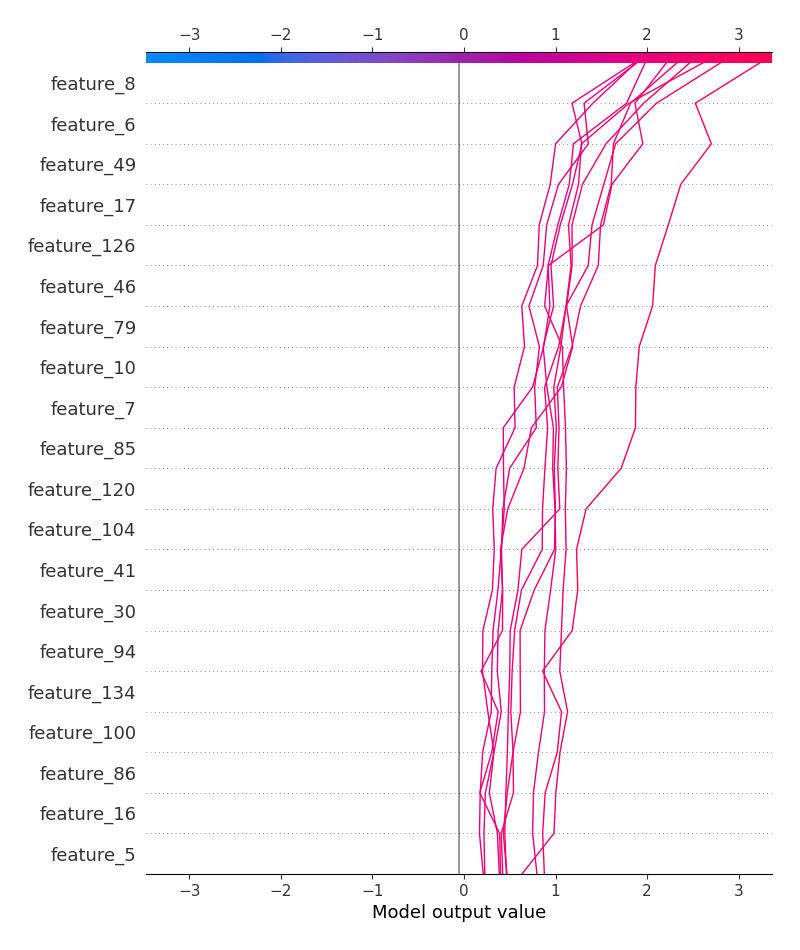 −3 −2 −1 0 1 2 3
feature_8
feature_6
feature_49
feature_17
feature_126
feature_46
feature_79
feature_10
feature_7
feature_85
feature_120
feature_104
feature_41
feature_30
feature_94
feature_134
feature_100
feature_86
feature_16
feature_5
−3 −2 −1 0 1 2 3
Model output value